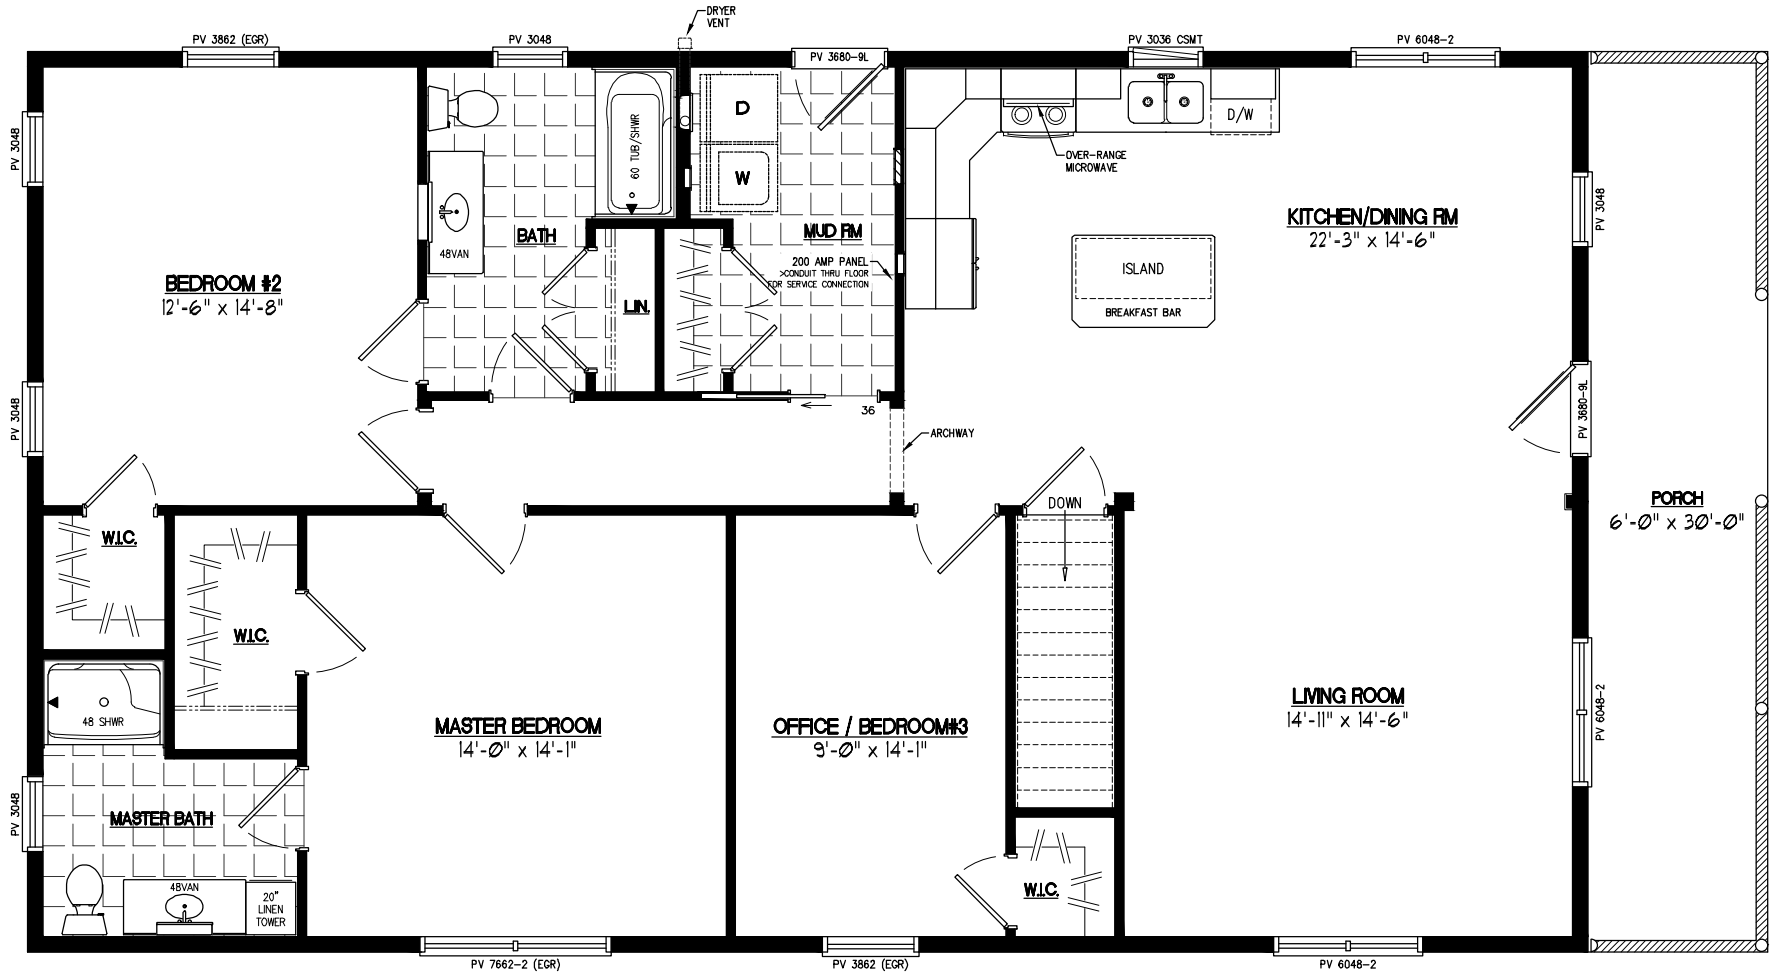 DRYER
VENT
PV 3862 (EGR)
PV 3048
PV 3680-9L
PV 3036 CSMT
PV 6048-2
PV 3048
D
60 TUB/SHWR
W
D/W
OVER-RANGE
MICROWAVE
PV 3048
48VAN
BATH
MUD RM
KITCHEN/DINING RM
22'-3" x 14'-6"
200 AMP PANEL
>CONDUIT THRU FLOOR
FOR SERVICE CONNECTION
ISLAND
BREAKFAST BAR
BEDROOM #2
12'-6" x 14'-8"
LIN.
PV 3048
36
ARCHWAY
PV 3680-9L
DOWN
PORCH
6'-0" x 30'-0"
W.I.C.
W.I.C.
48 SHWR
MASTER BEDROOM
14'-0" x 14'-1"
OFFICE / BEDROOM#3
9'-0" x 14'-1"
LIVING ROOM
14'-11" x 14'-6"
PV 6048-2
PV 3048
MASTER BATH
48VAN
20"
LINEN
TOWER
W.I.C.
PV 7662-2 (EGR)
PV 3862 (EGR)
PV 6048-2